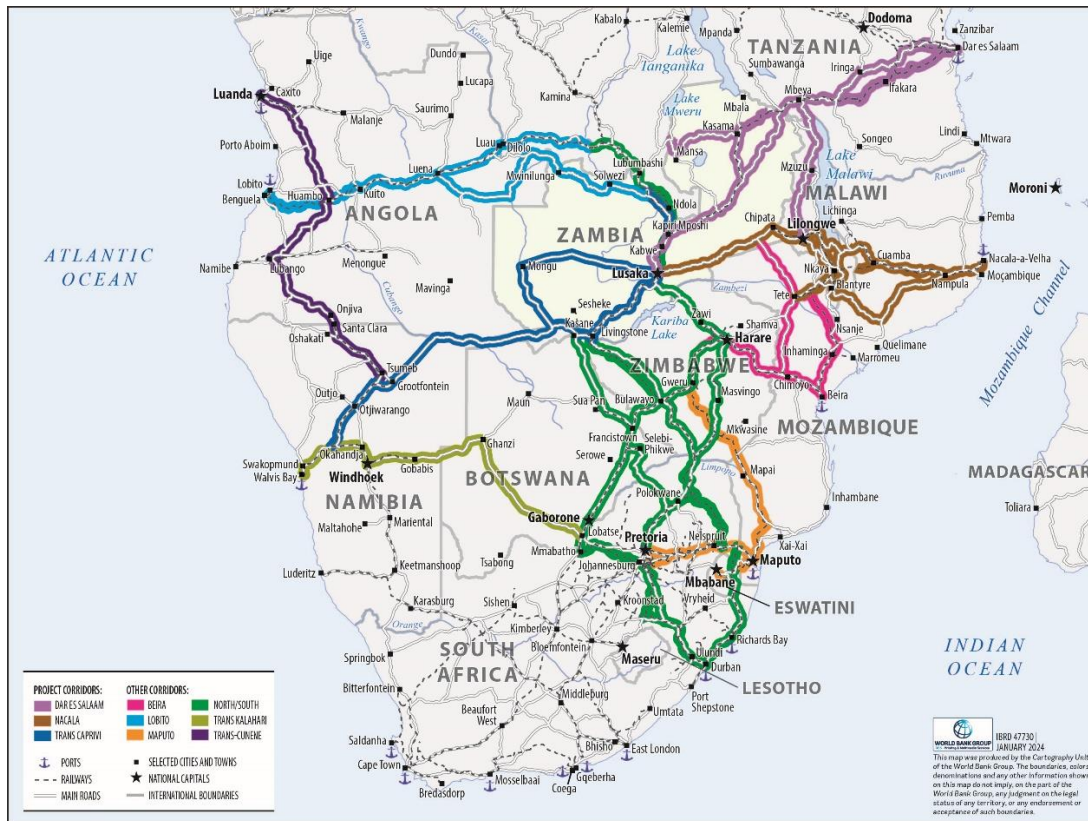 Dodoma
Kabalo
Kalemie
Mpanda
Zanzibar
TANZANIA
Dar es Salaam
Kwango
Kasai
Dundo
Lake
Tanganika
Sumbawanga
Iringa
Uige
Lucapa
Kamina
Ifakara
Luanda
Caxito
Saurimo
Lake
Mweru
Mbala
Mbeya
Malanje
Kasama
Songeo
Lindi
Mtwara
Porto Aboim
Luau
Dilolo
Mansa
Mzuzu
Lake
Malawi
Ruvuma
Luena
Lubumbashi
Mwinilunga
Solwezi
MALAWI
Moroni
Lobito
Benguela
Huambo
Kuito
ANGOLA
Ndola
Chipata
Lilongwe
Lichinga
Pemba
ZAMBIA
Kapiri Mposhi
Kabwe
Cuamba
Nacala-a-Velha
ATLANTIC
OCEAN
Namibe
Lubango
Menongue
Mongu
Lusaka
Nkaya
Blantyre
Moçambique
Nampula
Cubango
Mavinga
Zambezi
Tete
Onjiva
Santa Clara
Oshakati
Sesheke
Kasane
Livingstone
Kariba
Lake
Zawi
Shamva
Harare
Nsanje
Quelimane
Marromeu
Mozambique Channel
Tsumeb
Grootfontein
ZIMBABWE
Inhaminga
Outjo
Otjiwarango
Maun
Sua Pan
Bulawayo
Gweru
Masvingo
Chimoyo
Beira
Mkwasine
MOZAMBIQUE
Okahandja
Ghanzi
Francistown
Selebi-
Phikwe
Swakopmund
Walvis Bay
Windhoek
Gobabis
Serowe
Limpopo
Mapai
MADAGASCAR
NAMIBIA
BOTSWANA
Polokwane
Inhambane
Toliara
Maltahohe
Mariental
Gaborone
Lobatse
Pretoria
Nelspruit
Xai-Xai
Mmabatho
Johannesburg
Maputo
Luderitz
Keetmanshoop
Tsabong
Mbabane
ESWATINI
Karasburg
Sishen
Kroonstad
Vryheid
Orange
Kimberley
Richards Bay
INDIAN
OCEAN
Springbok
SOUTH
AFRICA
Bloemfontein
Maseru
Ulundi
Durban
LESOTHO
Bitterfontein
Middleburg
Port
Shepstone
Beaufort
West
Umtata
Saldanha
Bhisho
East London
Cape Town
Mosselbaai
Gqeberha
Coega
Bredasdorp
PROJECT CORRIDORS:
DAR ES SALAAM
NACALA
TRANS CAPRIVI
OTHER CORRIDORS:
BEIRA
LOBITO
MAPUTO
NORTH/SOUTH
TRANS KALAHARI
TRANS-CUNENE
PORTS
RAILWAYS
MAIN ROADS
SELECTED CITIES AND TOWNS
NATIONAL CAPITALS
INTERNATIONAL BOUNDARIES
WORLD BANK GROUP
IBRD 47730 |
JANUARY 2024
This map was produced by the Cartography Unit
of the World Bank Group. The boundaries, colors,
denominations and any other information shown
on this map do not imply, on the part of the
World Bank Group, any judgment on the legal
status of any territory, or any endorsement or
acceptance of such boundaries.